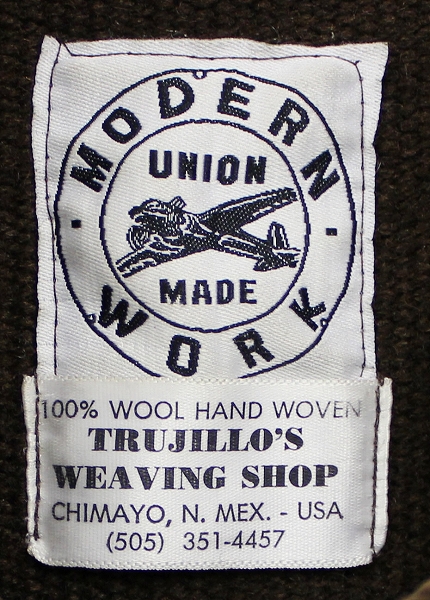 MODERN
UNION
MADE
WORK
100% WOOL HAND WOVEN
TRUJILLO'S
WEAVING SHOP
CHIMAYO, N. MEX. - USA
(505) 351-4457